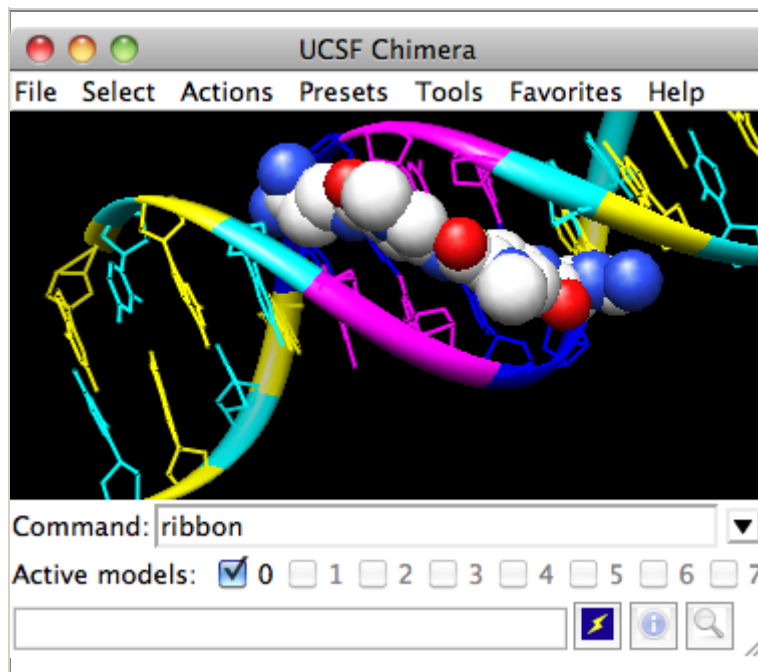 UCSF Chimera
File Select Actions Presets Tools Favorites Help
Command: ribbon
Active models: 0 1 2 3 4 5 6 7